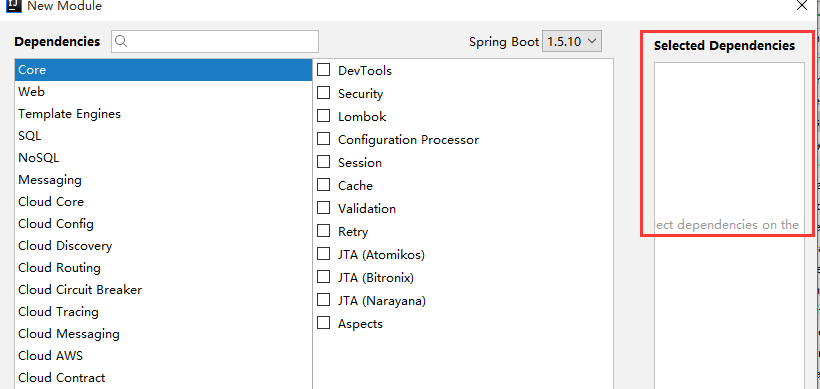 New Module
Dependencies
Spring Boot 1.5.10
Selected Dependencies
Core
Web
Template Engines
SQL
NoSQL
Messaging
Cloud Core
Cloud Config
Cloud Discovery
Cloud Routing
Cloud Circuit Breaker
Cloud Tracing
Cloud Messaging
Cloud AWS
Cloud Contract
DevTools
Security
Lombok
Configuration Processor
Session
Cache
Validation
Retry
JTA (Atomikos)
JTA (Bitronix)
JTA (Narayana)
Aspects
ect dependencies on the